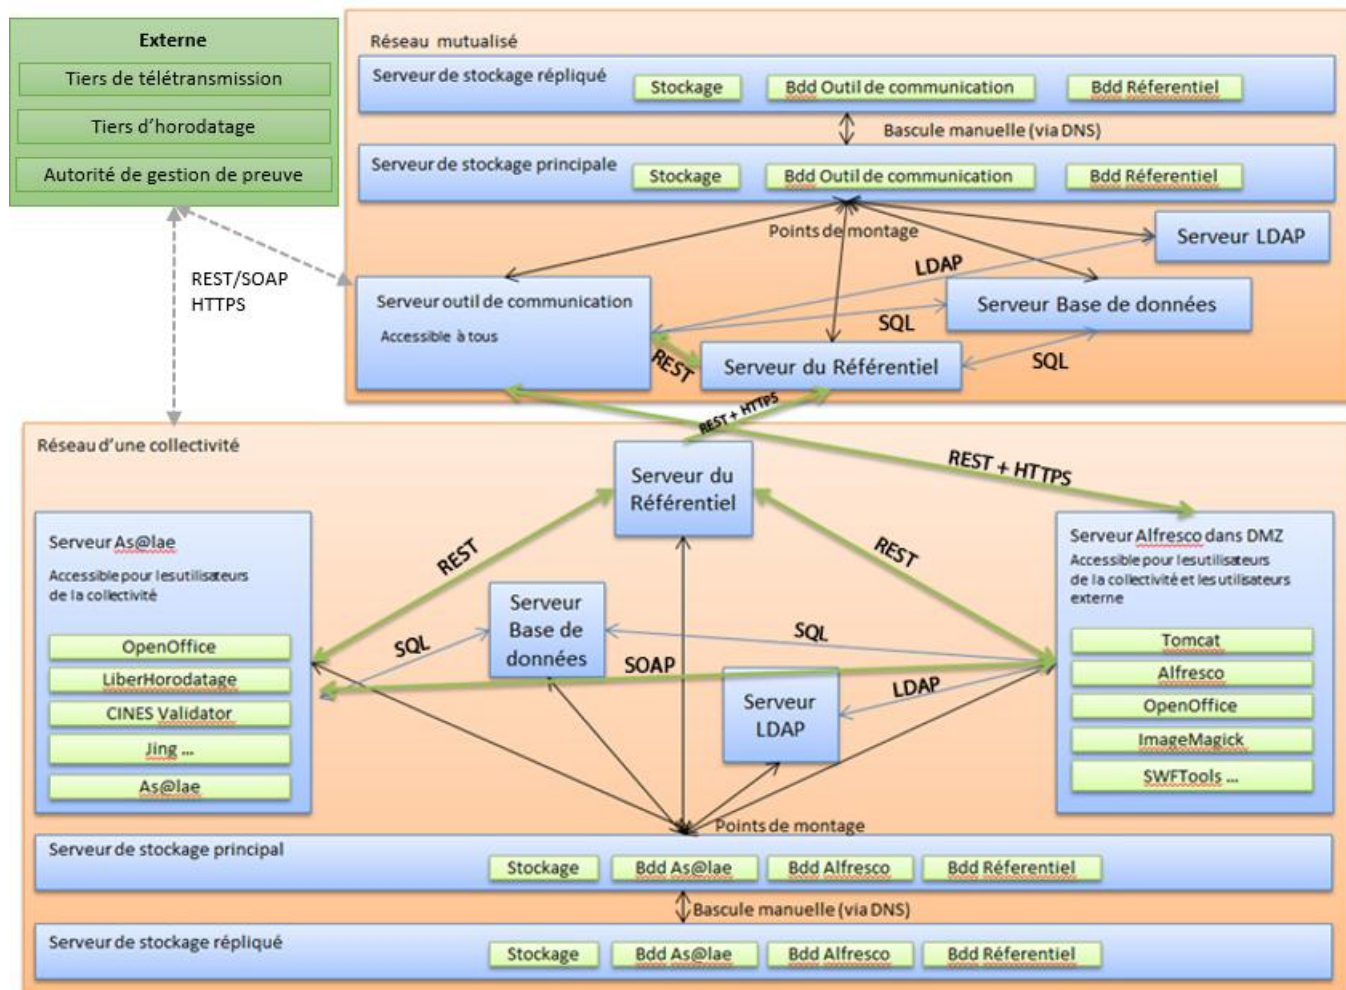 Externe
Tiers de télétransmission
Tiers d'horodatage
Autorité de gestion de preuve
REST/SOAP
HTTPS
Réseau mutualisé
Serveur de stockage répliqué
Stockage
Bdd Outil de communication
Bdd Réferentiel
Bascule manuelle (via DNS)
Serveur de stockage principale
Stockage
Bdd Outil de communication
Bdd Réferentiel
Points de montage
Serveur LDAP
LDAP
Serveur outil de communication
Accessible à tous
Serveur Base de données
SQL
REST
Serveur du Référentiel
SQL
REST + HTTPS
REST + HTTPS
Réseau d'une collectivité
Serveur du
Référentiel
Serveur As@lae
Accessible pour les utilisateurs
de la collectivité
OpenOffice
LiberHorodatage
CINES Validator
Jing ...
As@lae
REST
REST
Serveur
Base de
données
SQL
SQL
SOAP
LDAP
Serveur
LDAP
Serveur Alfresco dans DMZ
Accessible pour les utilisateurs
de la collectivité et les utilisateurs
externe
Tomcat
Alfresco
OpenOffice
ImageMagick
SWFTools ...
Points de montage
Serveur de stockage principal
Stockage
Bdd As@lae
Bdd Alfresco
Bdd Réferentiel
Bascule manuelle (via DNS)
Serveur de stockage répliqué
Stockage
Bdd As@lae
Bdd Alfresco
Bdd Réferentiel